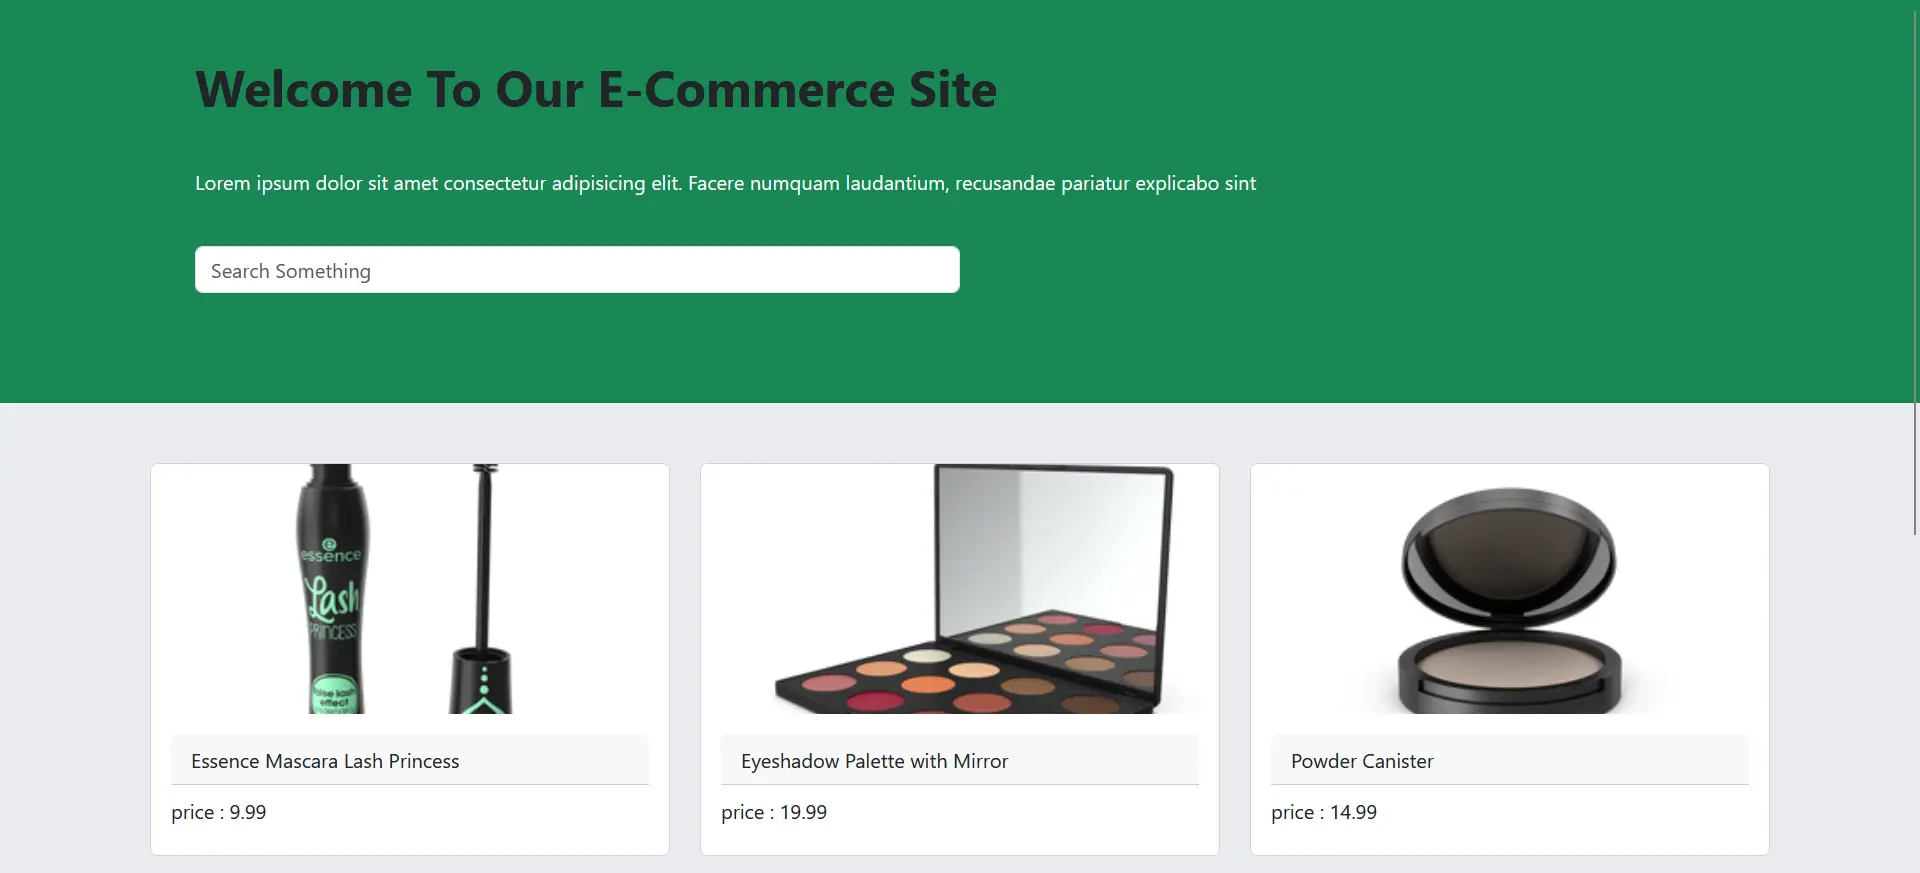 Welcome To Our E-Commerce Site
Lorem ipsum dolor sit amet consectetur adipisicing elit. Facere numquam laudantium, recusandae pariatur explicabo sint
Search Something
essence
Lash
PRINCESS
false lash
effect
Essence Mascara Lash Princess
price : 9.99
Eyeshadow Palette with Mirror
price : 19.99
Powder Canister
price : 14.99